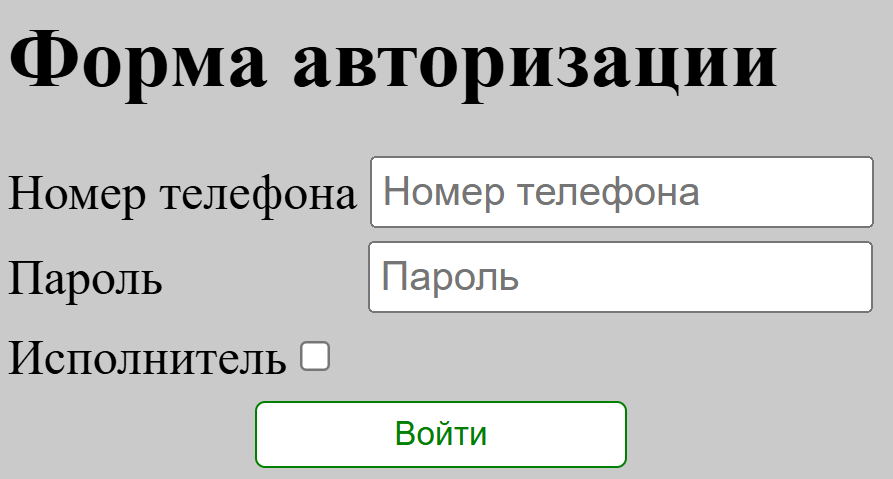 Форма авторизации
Номер телефона Номер телефона
Пароль Пароль
Исполнитель
Войти